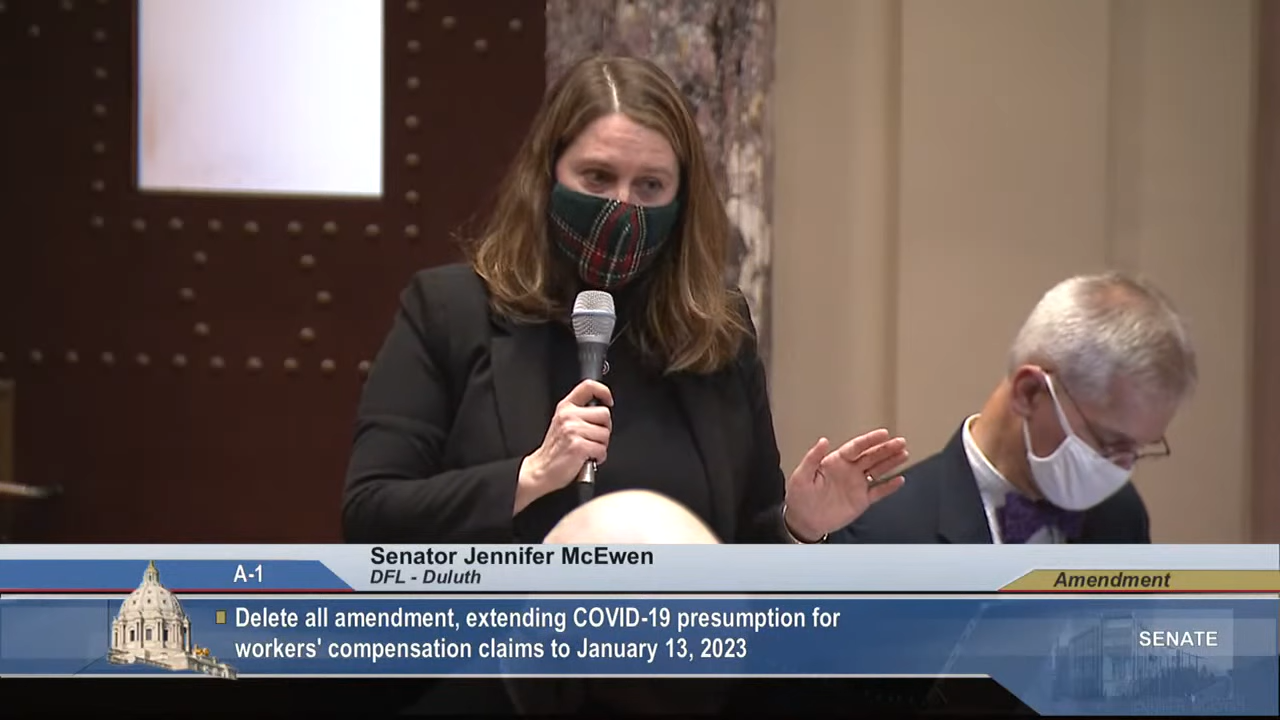 Senator Jennifer McEwen
A-1
DFL - Duluth
Amendment
Delete all amendment, extending COVID-19 presumption for
workers' compensation claims to January 13, 2023
SENATE